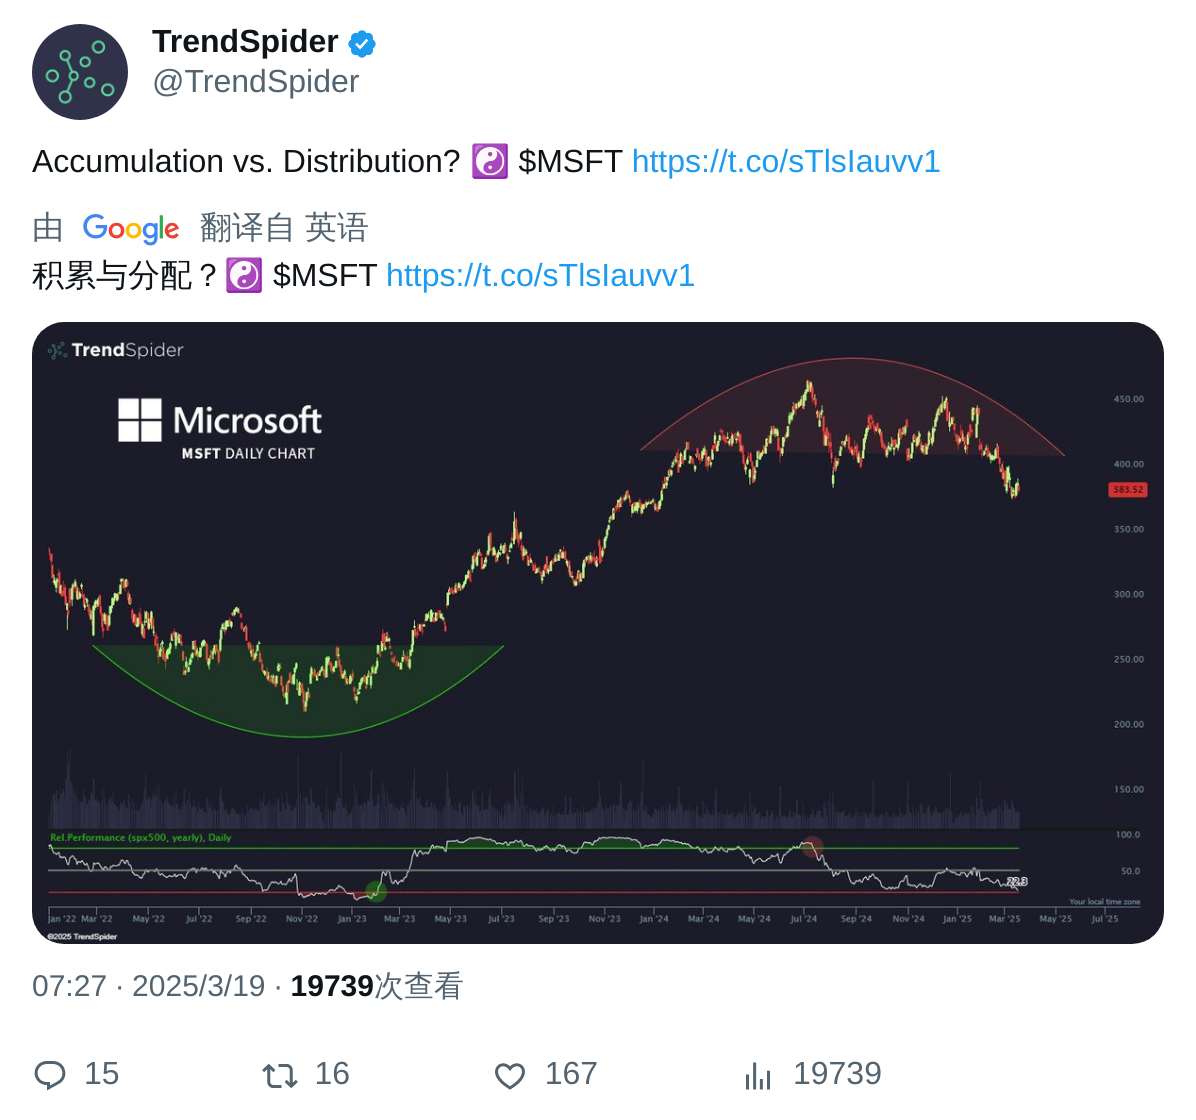 TrendSpider
@TrendSpider
Accumulation vs. Distribution? ☯️ $MSFT https://t.co/sTlsIauvv1
由 Google 翻译自 英语
积累与分配？☯️ $MSFT https://t.co/sTlsIauvv1
TrendSpider
Microsoft
MSFT DAILY CHART
450.00
400.00
383.52
350.00
300.00
250.00
200.00
150.00
Rel.Performance (spx500, yearly), Daily
100.0
50.0
22.3
Your local time zone
Jan '22 Mar '22 May '22 Jul '22 Sep '22 Nov '22 Jan '23 Mar '23 May '23 Jul '23 Sep '23 Nov '23 Jan '24 Mar '24 May '24 Jul '24 Sep '24 Nov '24 Jan '25 Mar '25 May '25 Jul '25
©2025 TrendSpider
07:27 · 2025/3/19 · 19739次查看
15 16 167 19739